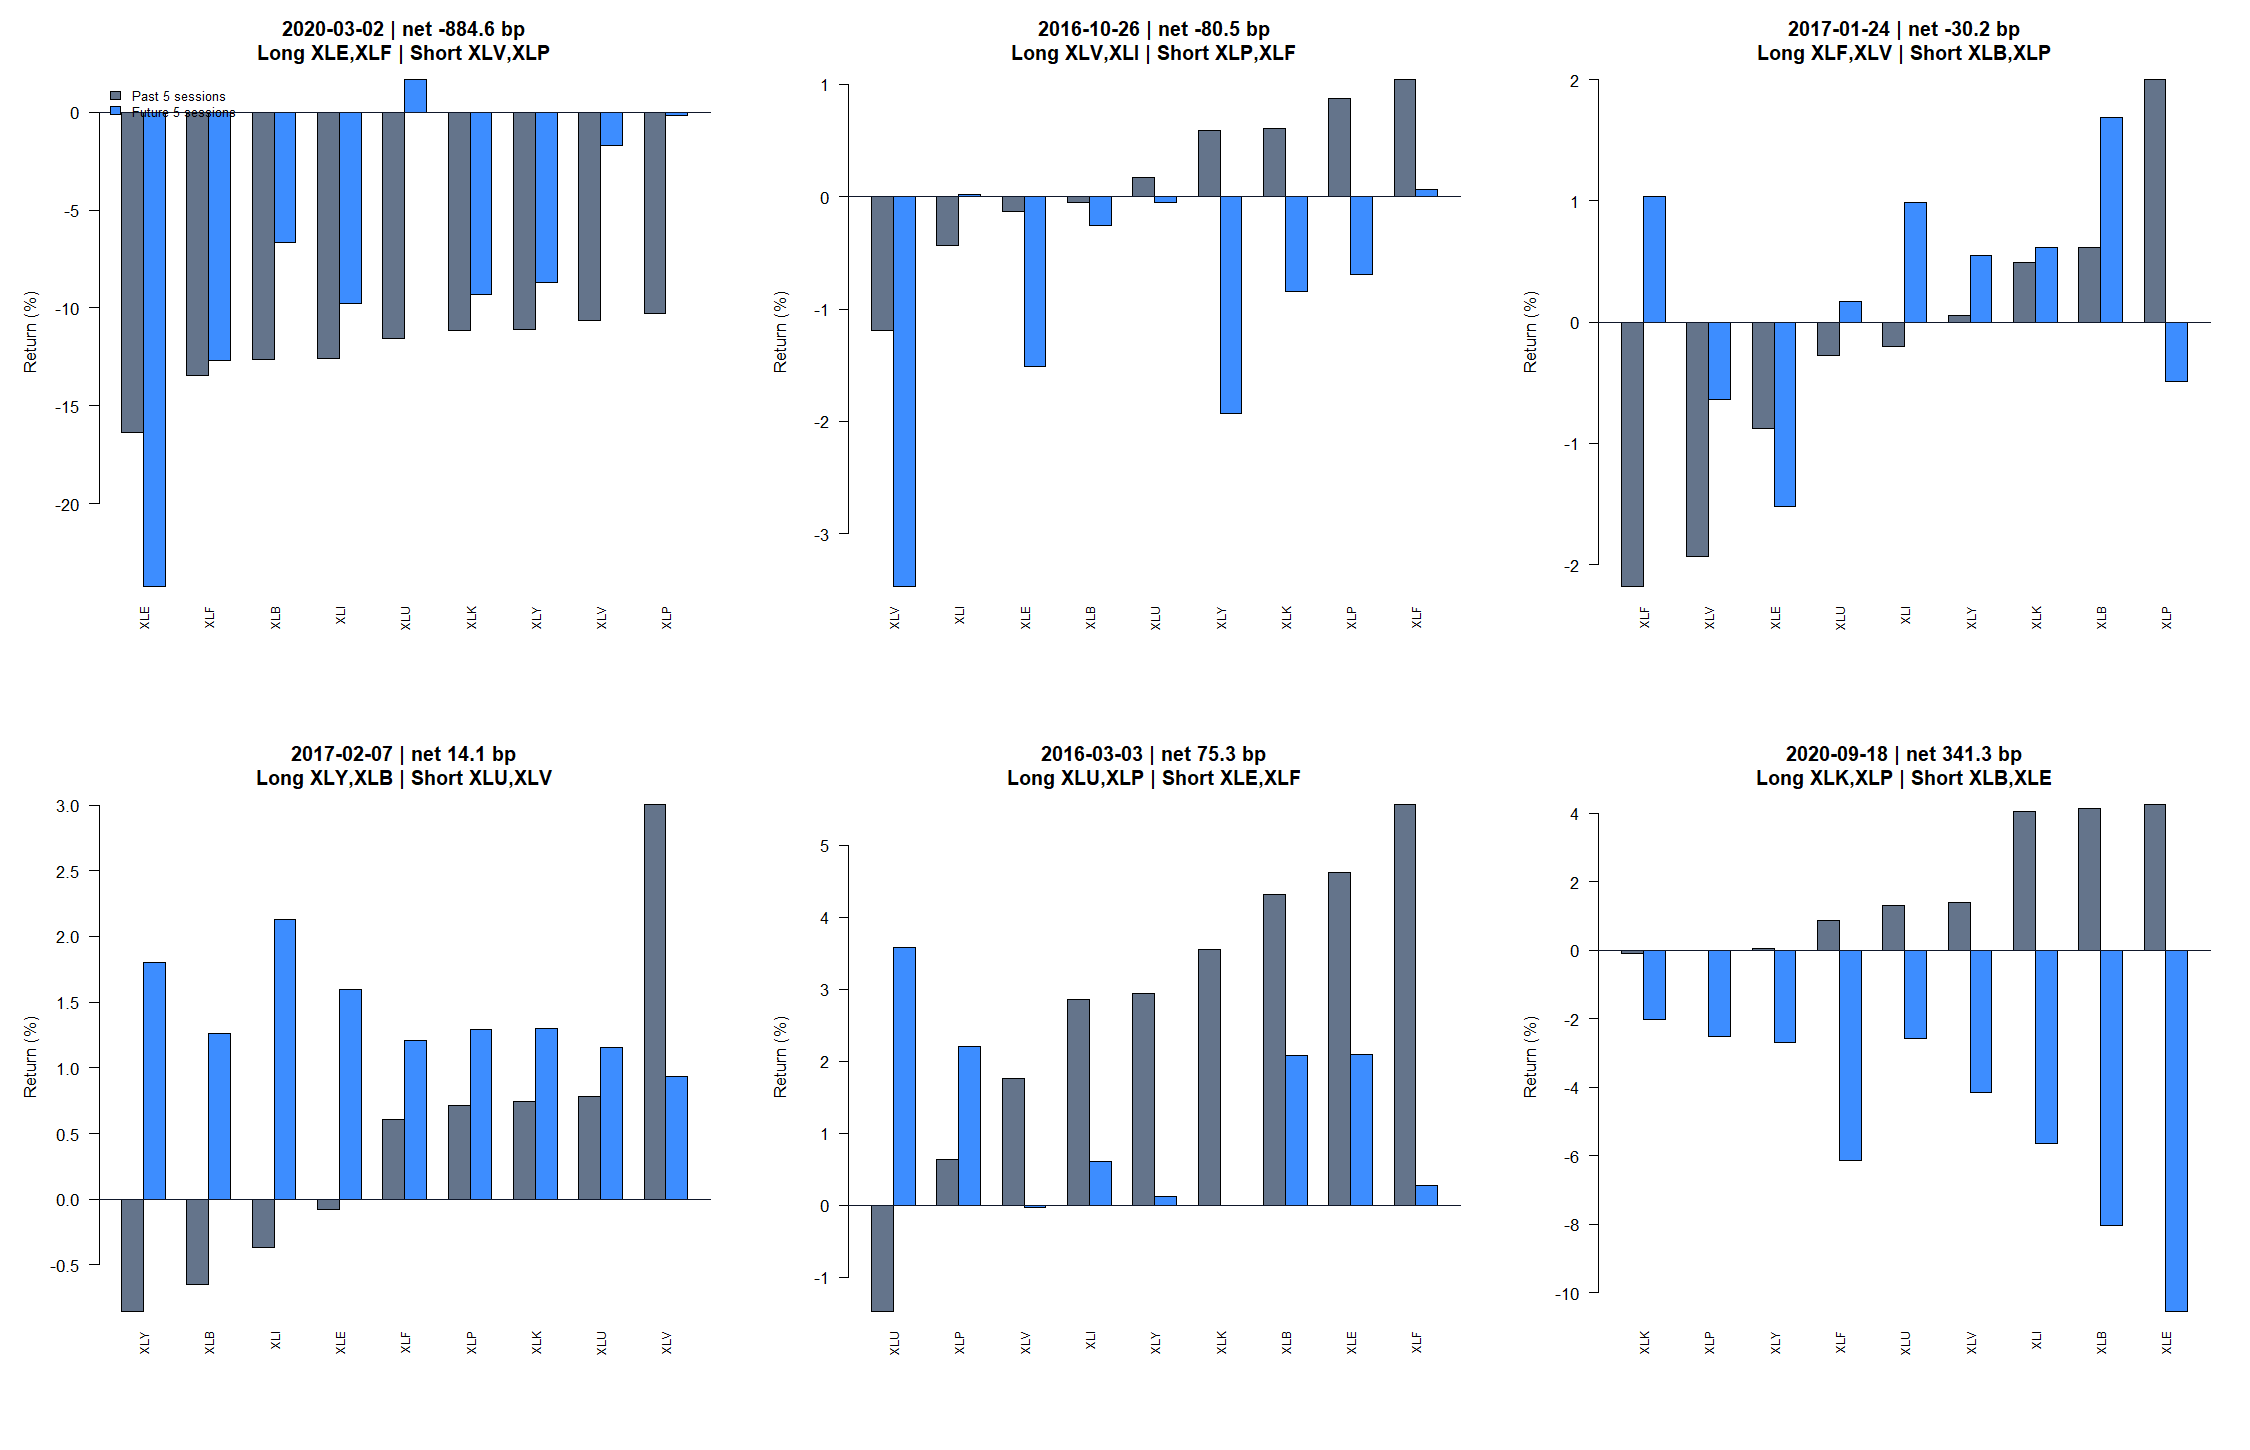 2020-03-02 | net -884.6 bp
Long XLE,XLF | Short XLV,XLP
Past 5 sessions
Future 5 sessions
Return (%)
0
-5
-10
-15
-20
XLE XLF XLB XLI XLU XLK XLY XLV XLP
2016-10-26 | net -80.5 bp
Long XLV,XLI | Short XLP,XLF
Return (%)
1
0
-1
-2
-3
XLV XLI XLE XLB XLU XLY XLK XLP XLF
2017-01-24 | net -30.2 bp
Long XLF,XLV | Short XLB,XLP
Return (%)
2
1
0
-1
-2
XLF XLV XLE XLU XLI XLY XLK XLB XLP
2017-02-07 | net 14.1 bp
Long XLY,XLB | Short XLU,XLV
Return (%)
3.0
2.5
2.0
1.5
1.0
0.5
0.0
-0.5
XLY XLB XLI XLE XLF XLP XLK XLU XLV
2016-03-03 | net 75.3 bp
Long XLU,XLP | Short XLE,XLF
Return (%)
5
4
3
2
1
0
-1
XLU XLP XLV XLI XLY XLK XLB XLE XLF
2020-09-18 | net 341.3 bp
Long XLK,XLP | Short XLB,XLE
Return (%)
4
2
0
-2
-4
-6
-8
-10
XLK XLP XLY XLF XLU XLV XLI XLB XLE